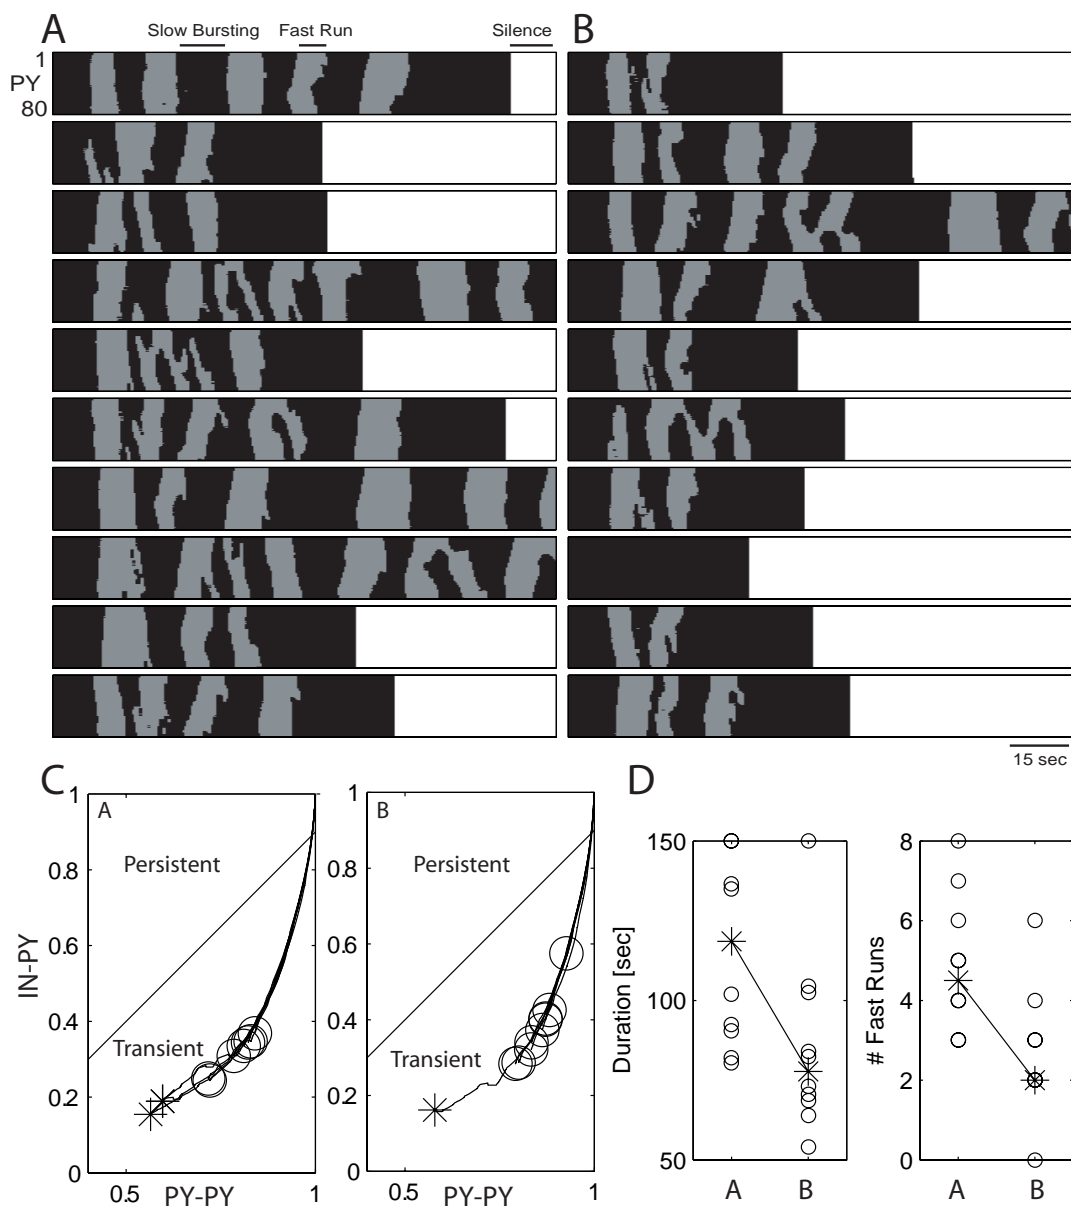 A
Slow Bursting
Fast Run
Silence
B
1
PY
80
15 sec
C
A
Persistent
Transient
IN-PY
1
0.8
0.6
0.4
0.2
0
0.5
PY-PY
1
B
Persistent
Transient
1
0.8
0.6
0.4
0.2
0
0.5
PY-PY
1
D
Duration [sec]
150
100
50
A
B
# Fast Runs
8
6
4
2
0
A
B